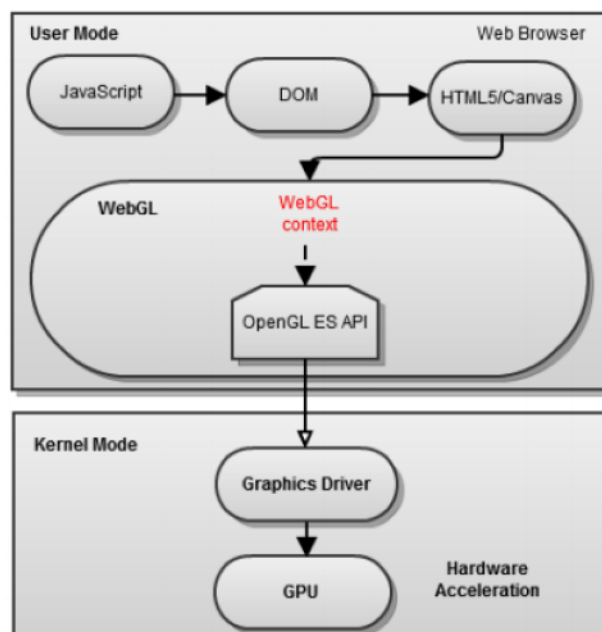 User Mode
Web Browser
JavaScript
DOM
HTML5/Canvas
WebGL
WebGL
context
OpenGL ES API
Kernel Mode
Graphics Driver
GPU
Hardware
Acceleration